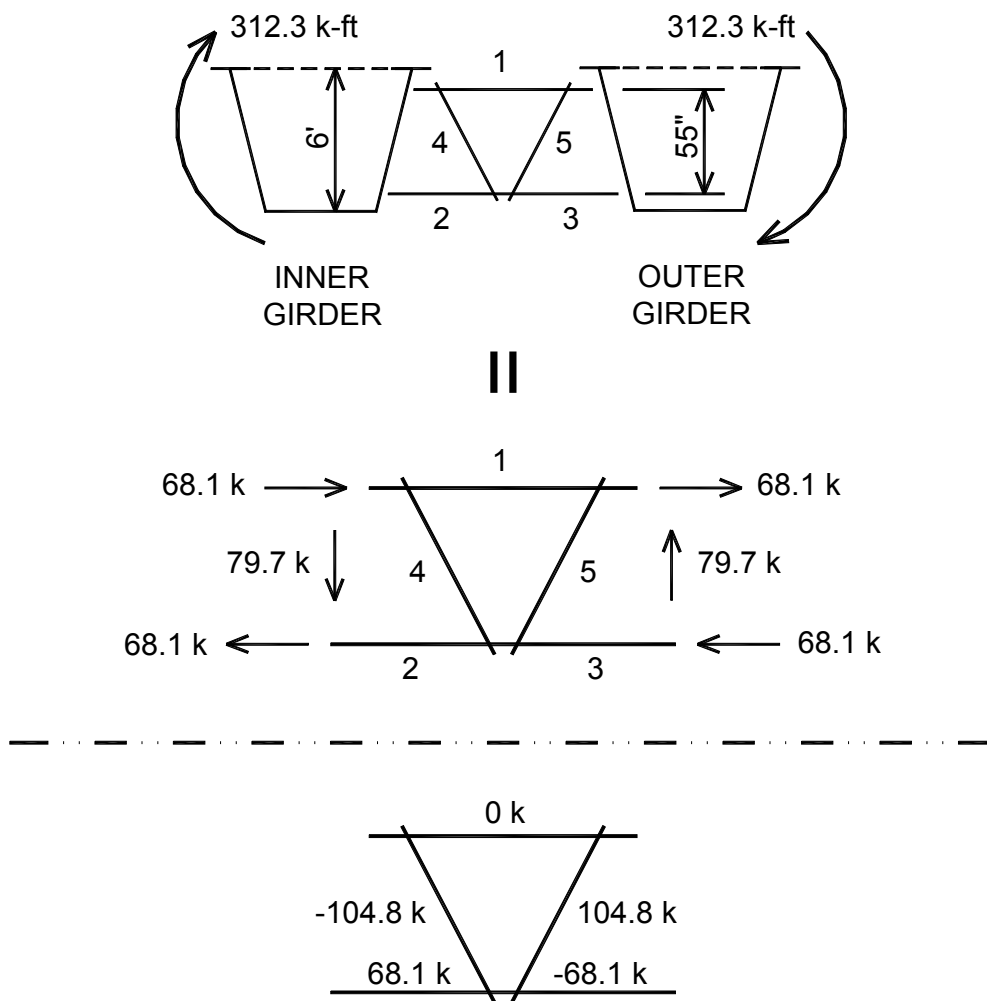 312.3 k-ft
312.3 k-ft
1
6'
4
5
55"
2
3
INNER
GIRDER
OUTER
GIRDER
1
68.1 k
68.1 k
79.7 k
4
5
79.7 k
68.1 k
68.1 k
2
3
0 k
-104.8 k
104.8 k
68.1 k
-68.1 k